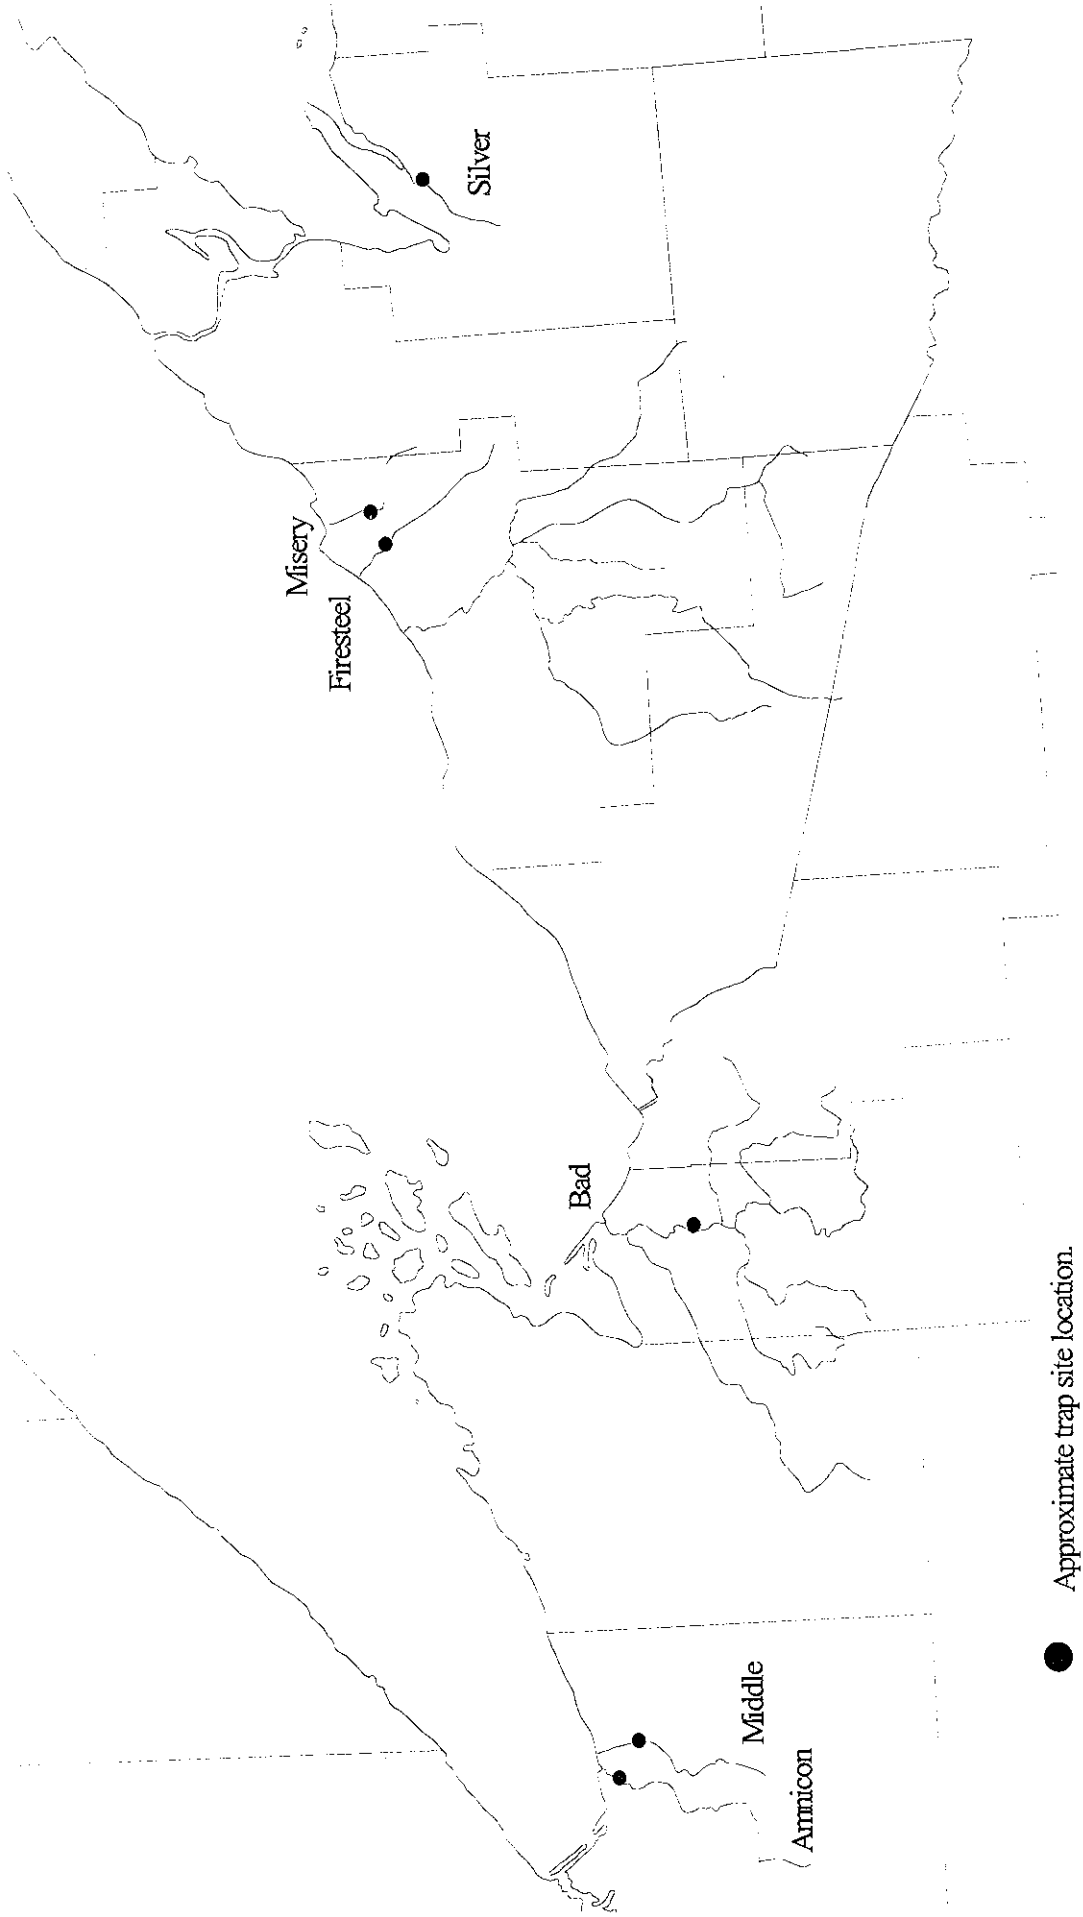 Misery
Firesteel
Silver
Bad
Middle
Amnicon
Approximate trap site location.